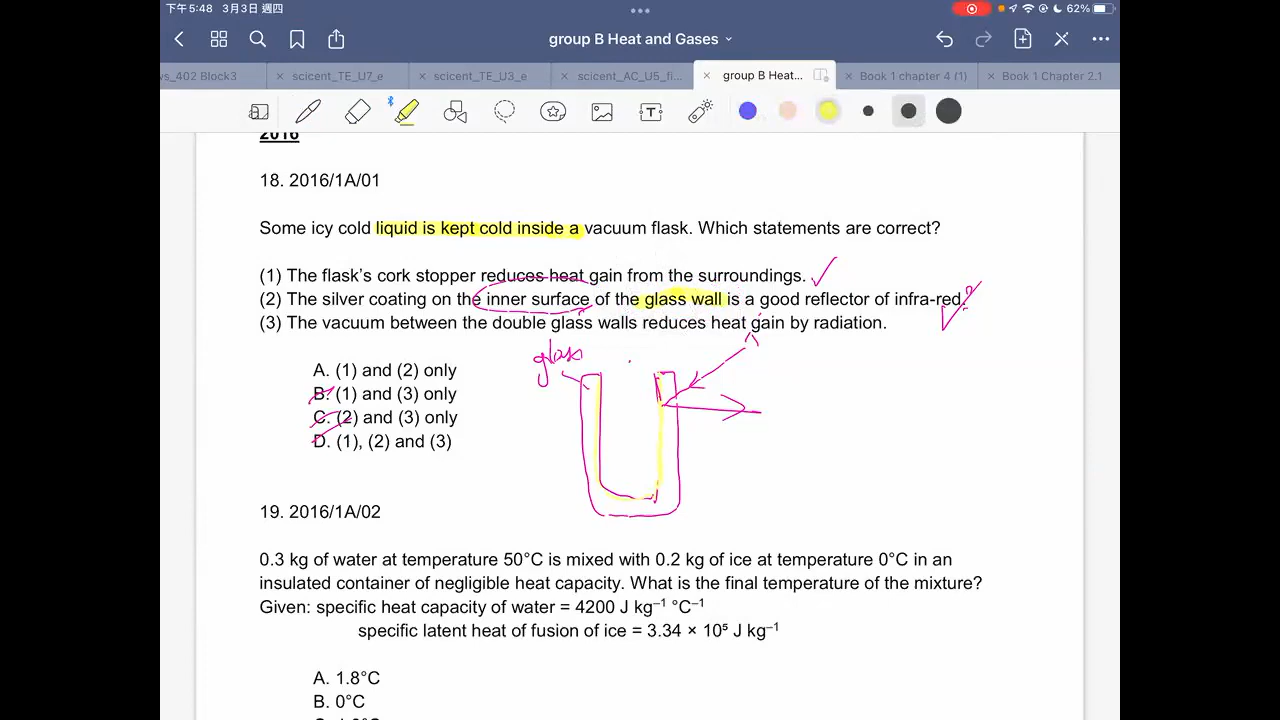 下午5:48 3月3日 週四
62%
group B Heat and Gases
ws_402 Block3
scicent_TE_U7_e
scicent_TE_U3_e
scicent_AC_U5_fi...
group B Heat...
Book 1 chapter 4 (1)
Book 1 Chapter 2.1
2016
18. 2016/1A/01
Some icy cold liquid is kept cold inside a vacuum flask. Which statements are correct?
(1) The flask's cork stopper reduces heat gain from the surroundings.
(2) The silver coating on the inner surface of the glass wall is a good reflector of infra-red.
(3) The vacuum between the double glass walls reduces heat gain by radiation.
glass
A. (1) and (2) only
B. (1) and (3) only
C. (2) and (3) only
D. (1), (2) and (3)
19. 2016/1A/02
0.3 kg of water at temperature 50°C is mixed with 0.2 kg of ice at temperature 0°C in an
insulated container of negligible heat capacity. What is the final temperature of the mixture?
Given: specific heat capacity of water = 4200 J kg⁻¹ °C⁻¹
specific latent heat of fusion of ice = 3.34 × 10⁵ J kg⁻¹
A. 1.8°C
B. 0°C